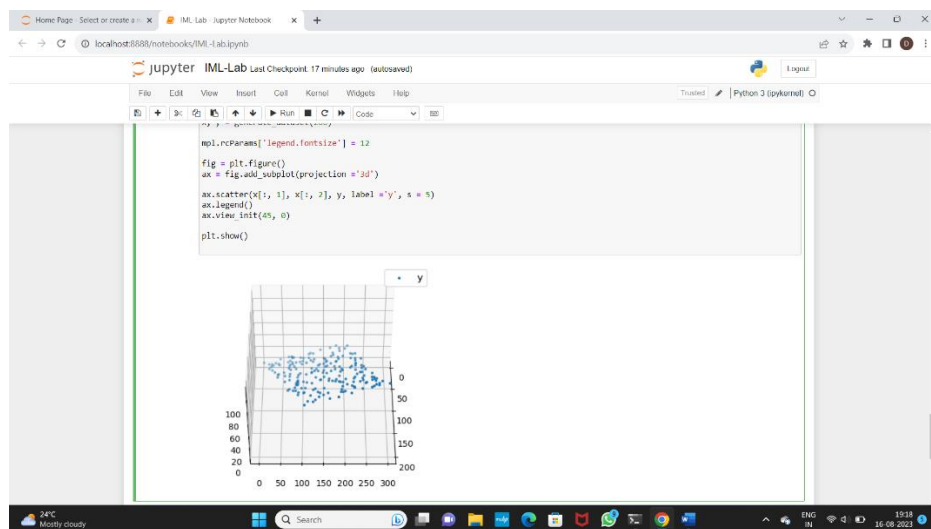 Home Page - Select or create a n
IML-Lab - Jupyter Notebook
localhost:8888/notebooks/IML-Lab.ipynb
jupyter IML-Lab Last Checkpoint: 17 minutes ago (autosaved)
Logout
File Edit View Insert Cell Kernel Widgets Help
Trusted Python 3 (ipykernel)
Run Code
mpl.rcParams['legend.fontsize'] = 12
fig = plt.figure()
ax = fig.add_subplot(projection ='3d')
ax.scatter(x[:, 1], x[:, 2], y, label ='y', s = 5)
ax.legend()
ax.view_init(45, 0)
plt.show()
y
0
50
100
150
200
100
80
60
40
20
0
0 50 100 150 200 250 300
24°C
Mostly cloudy
Search
ENG
IN
19:18
16-08-2023